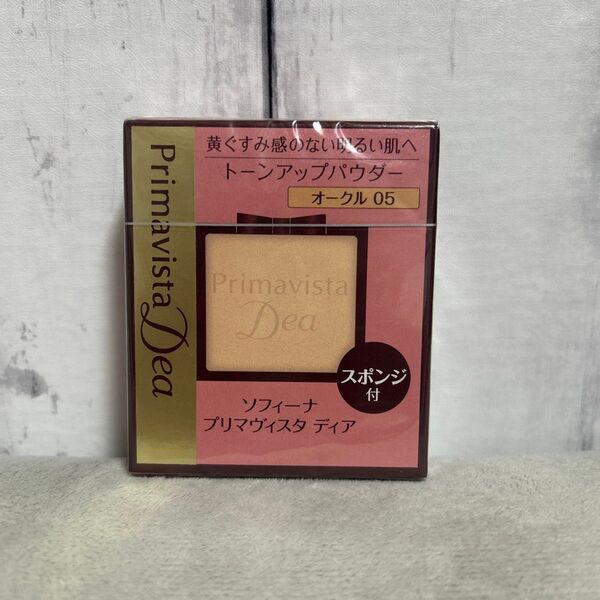 Primavista
Dea
黄ぐすみ感のない明るい肌へ
トーンアップパウダー
オークル 05
Primavista
Dea
スポンジ
付
ソフィーナ
プリマヴィスタ ディア